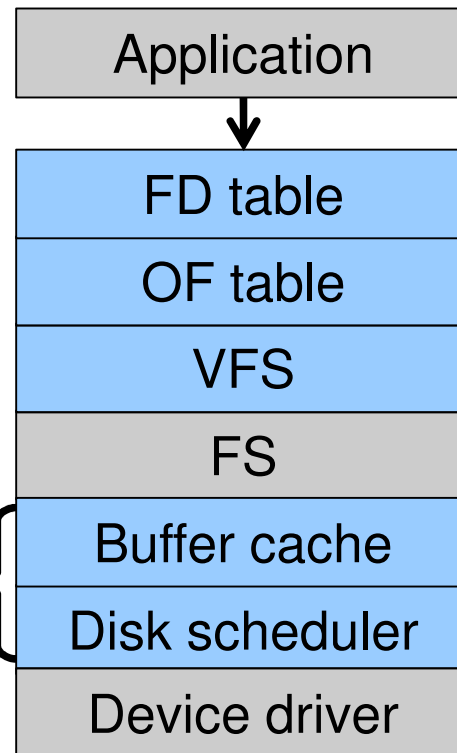 Application
FD table
OF table
VFS
FS
Buffer cache
Disk scheduler
Device driver